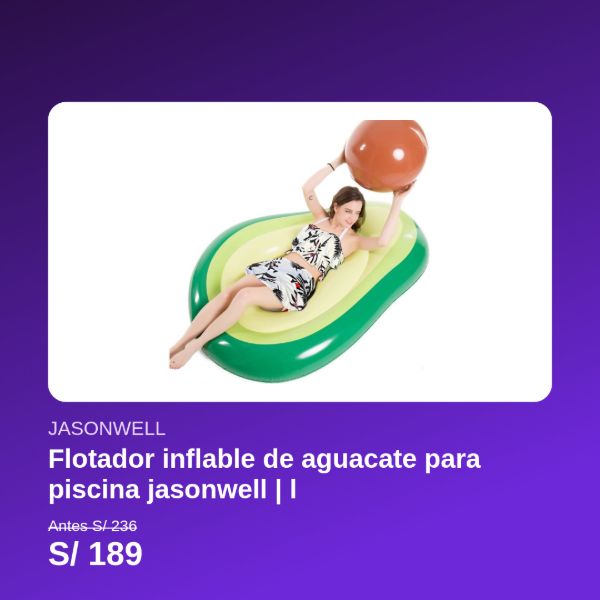 JASONWELL
Flotador inflable de aguacate para
piscina jasonwell | l
Antes S/ 236
S/ 189